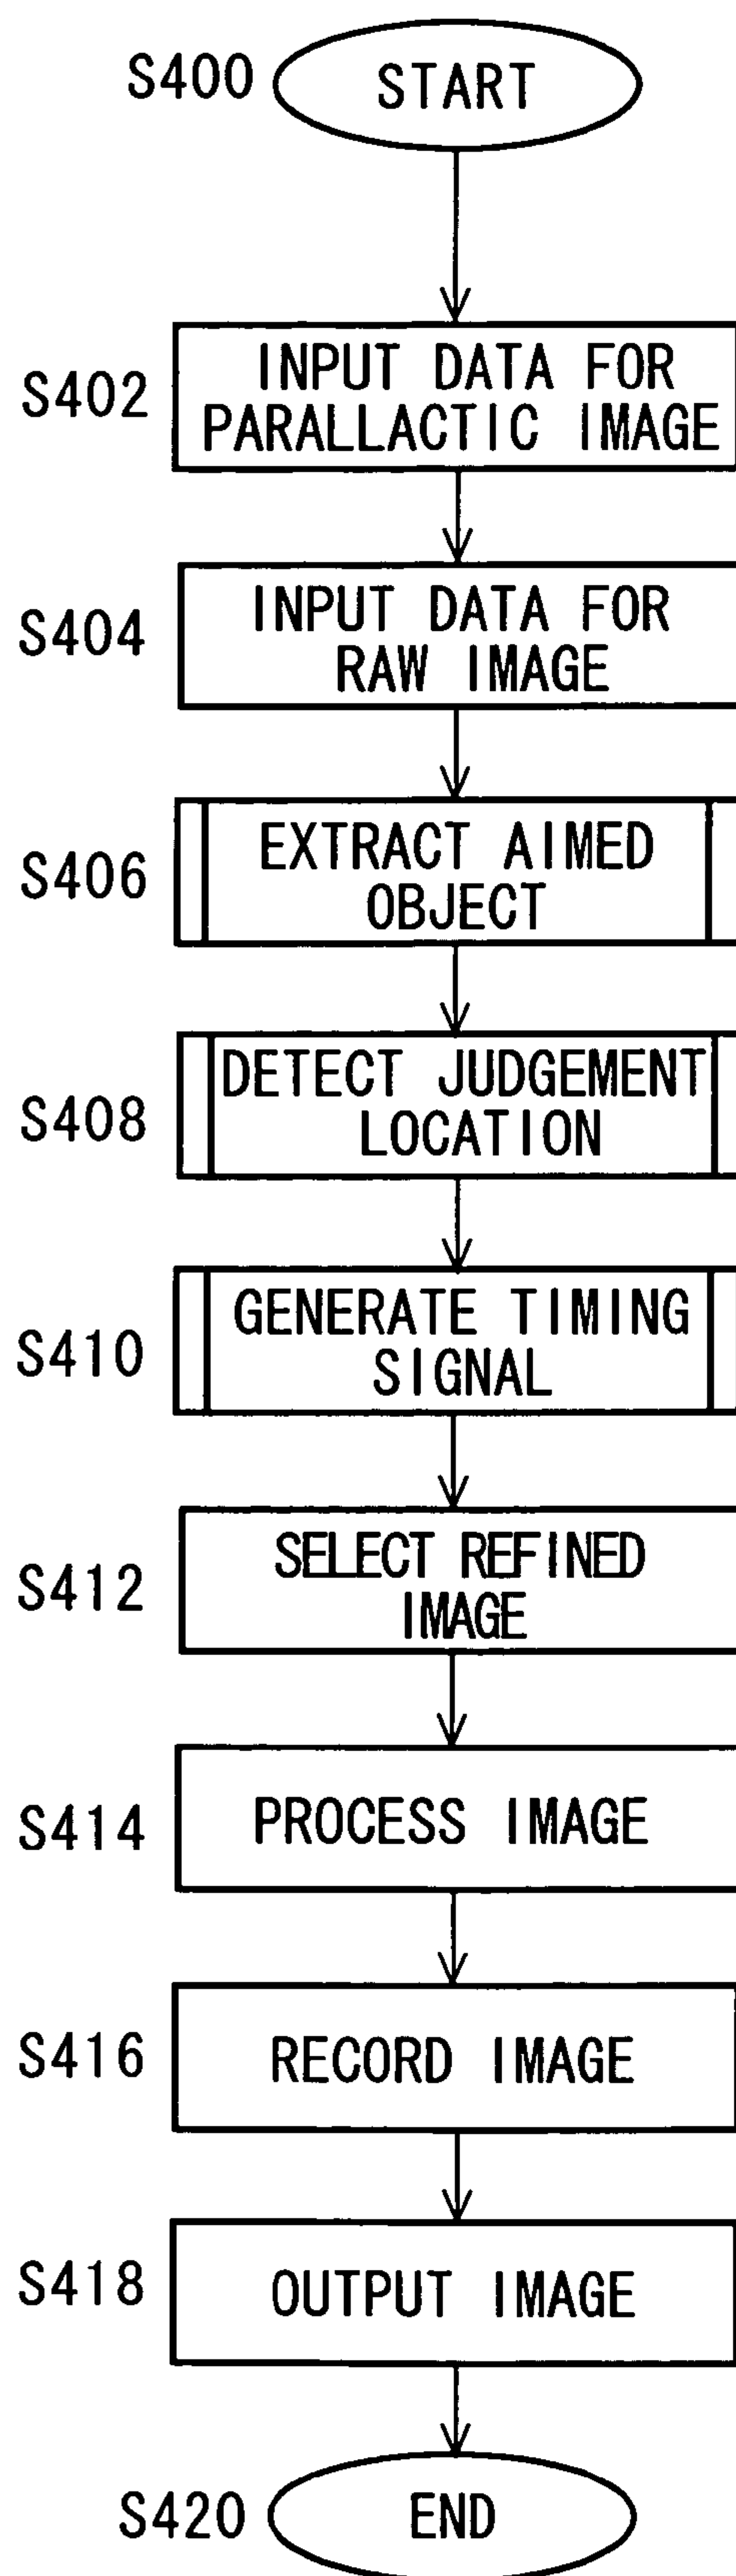 S400 START
S402 INPUT DATA FOR
PARALLACTIC IMAGE
S404 INPUT DATA FOR
RAW IMAGE
S406 EXTRACT AIMED
OBJECT
S408 DETECT JUDGEMENT
LOCATION
S410 GENERATE TIMING
SIGNAL
S412 SELECT REFINED
IMAGE
S414 PROCESS IMAGE
S416 RECORD IMAGE
S418 OUTPUT IMAGE
S420 END